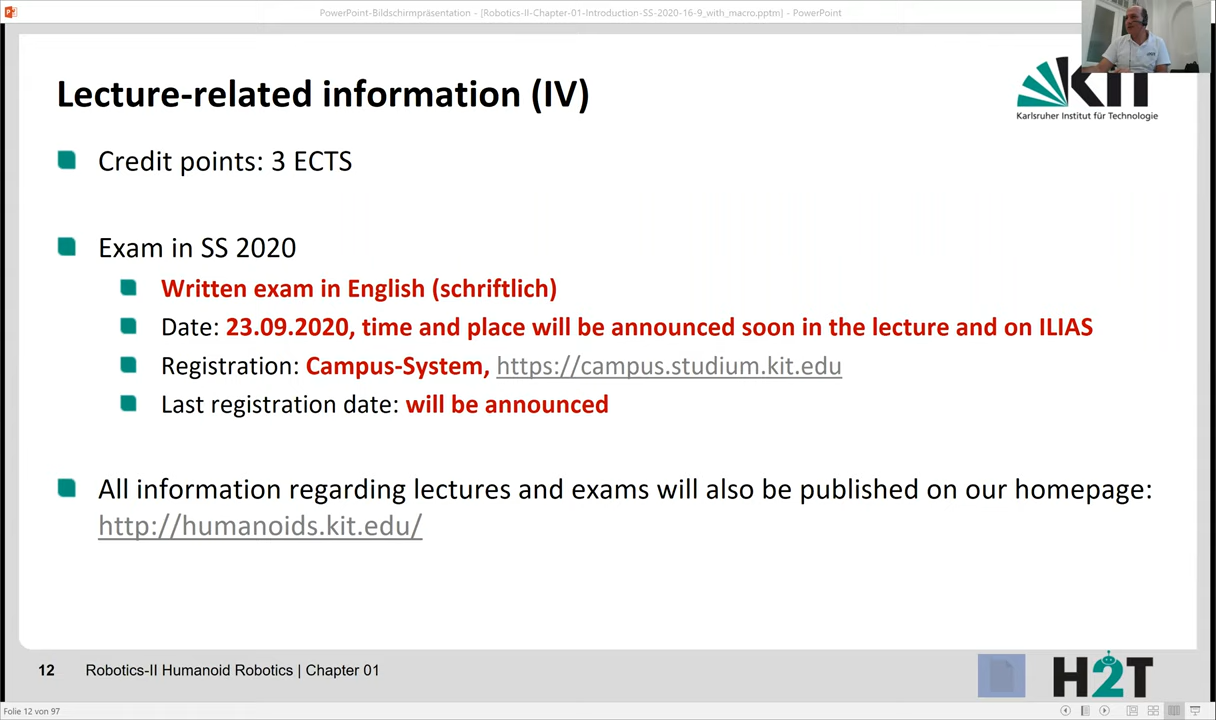 PowerPoint-Bildschirmpräsentation - [Robotics-II-Chapter-01-Introduction-SS-2020-16-9_with_macro.pptm] - PowerPoint
Lecture-related information (IV)
KIT
Karlsruher Institut für Technologie
Credit points: 3 ECTS
Exam in SS 2020
Written exam in English (schriftlich)
Date: 23.09.2020, time and place will be announced soon in the lecture and on ILIAS
Registration: Campus-System, https://campus.studium.kit.edu
Last registration date: will be announced
All information regarding lectures and exams will also be published on our homepage:
http://humanoids.kit.edu/
12 Robotics-II Humanoid Robotics | Chapter 01
H2T
Folie 12 von 97